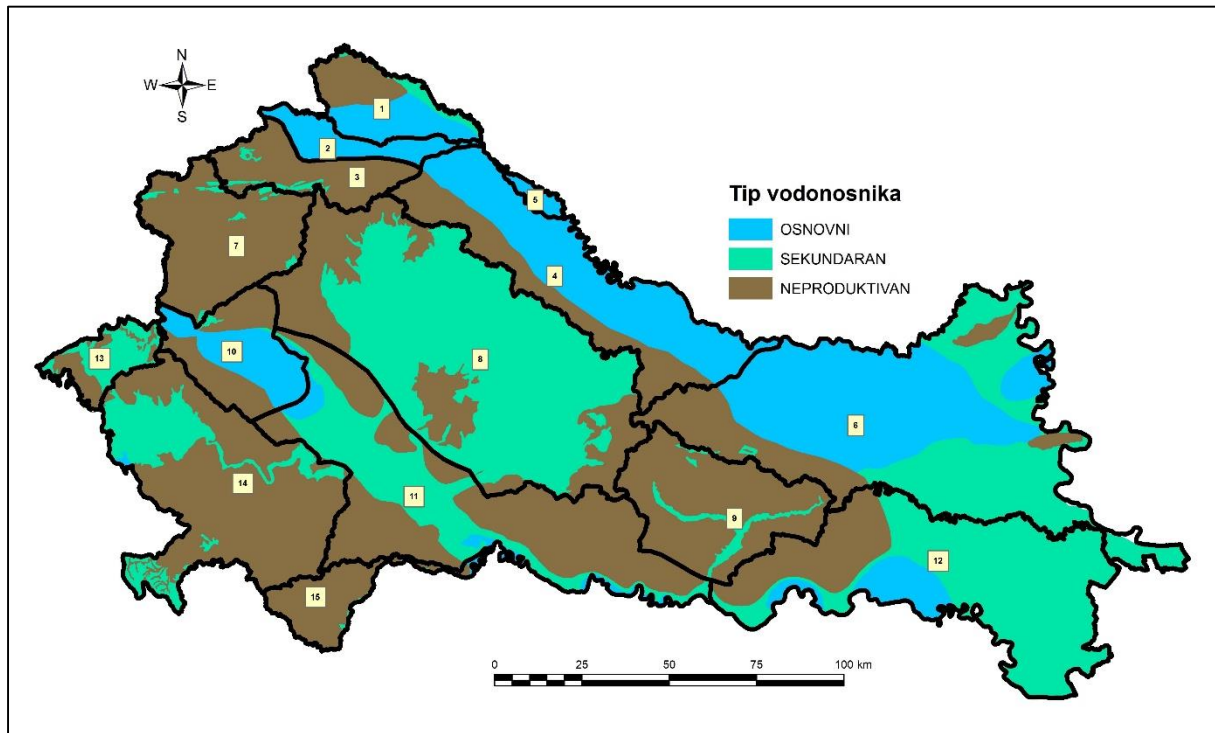 N
W E
S
1
2
3
5
7
4
10
13
8
6
14
11
9
12
15
Tip vodonosnika
OSNOVNI
SEKUNDARAN
NEPRODUKTIVAN
0 25 50 75 100 km